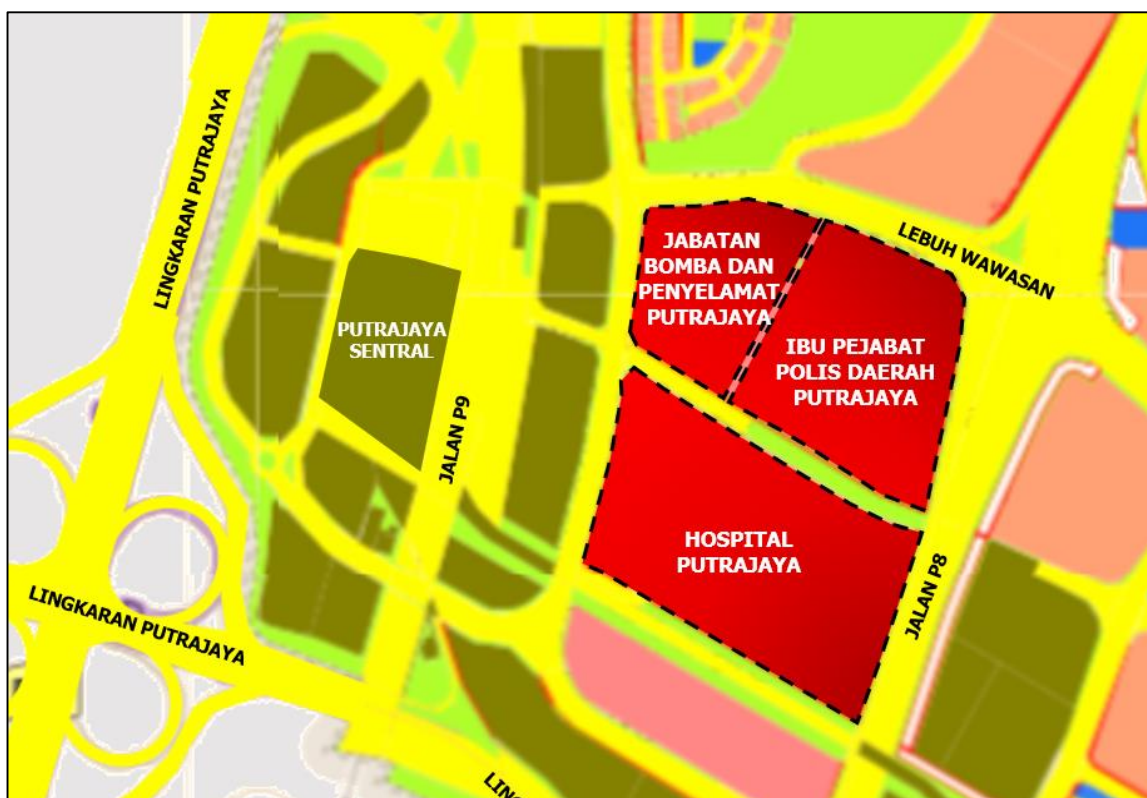 LINGKARAN PUTRAJAYA
PUTRAJAYA
SENTRAL
JALAN P9
JABATAN
BOMBA DAN
PENYELAMAT
PUTRAJAYA
LEBUH WAWASAN
IBU PEJABAT
POLIS DAERAH
PUTRAJAYA
HOSPITAL
PUTRAJAYA
JALAN P8
LINGKARAN PUTRAJAYA